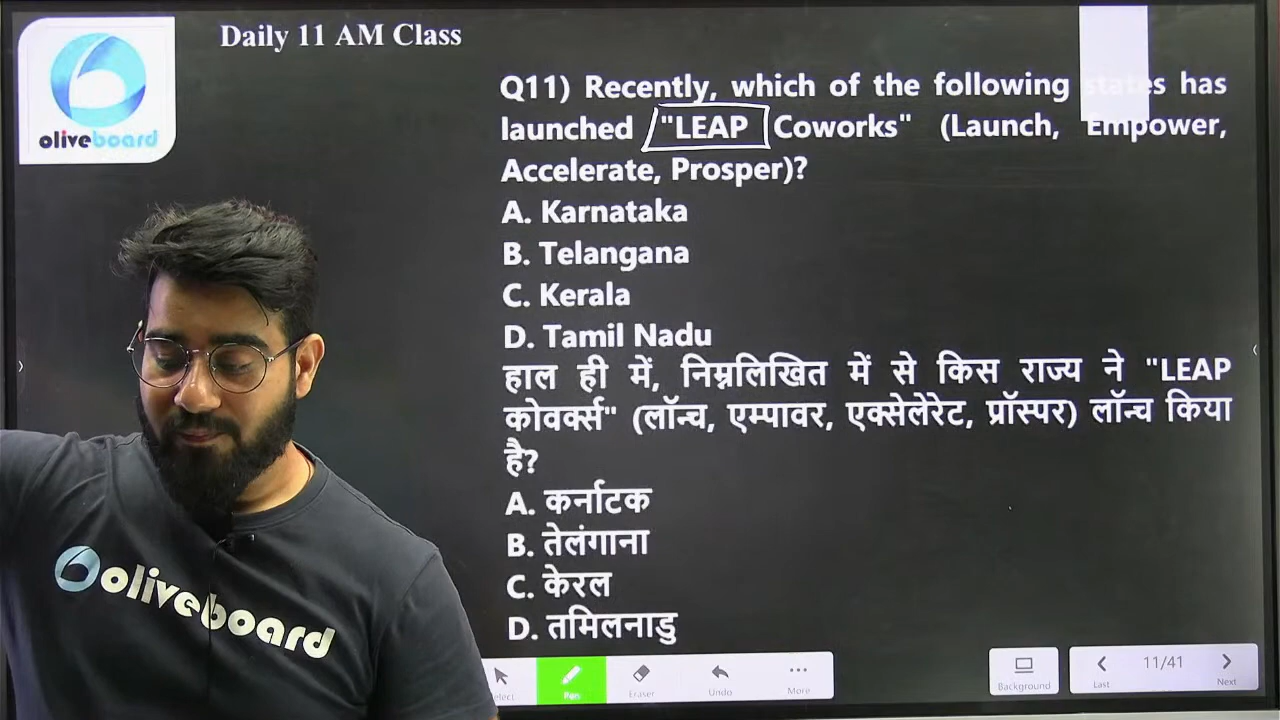 Daily 11 AM Class
oliveboard
Q11) Recently, which of the following states has
launched "LEAP Coworks" (Launch, Empower,
Accelerate, Prosper)?
A. Karnataka
B. Telangana
C. Kerala
D. Tamil Nadu
हाल ही में, निम्नलिखित में से किस राज्य ने "LEAP
कोवर्क्स" (लॉन्च, एम्पावर, एक्सेलेरेट, प्रॉस्पर) लॉन्च किया
है?
A. कर्नाटक
B. तेलंगाना
C. केरल
D. तमिलनाडु
oliveboard
Pen
Eraser
Undo
More
Background
Last
11/41
Next